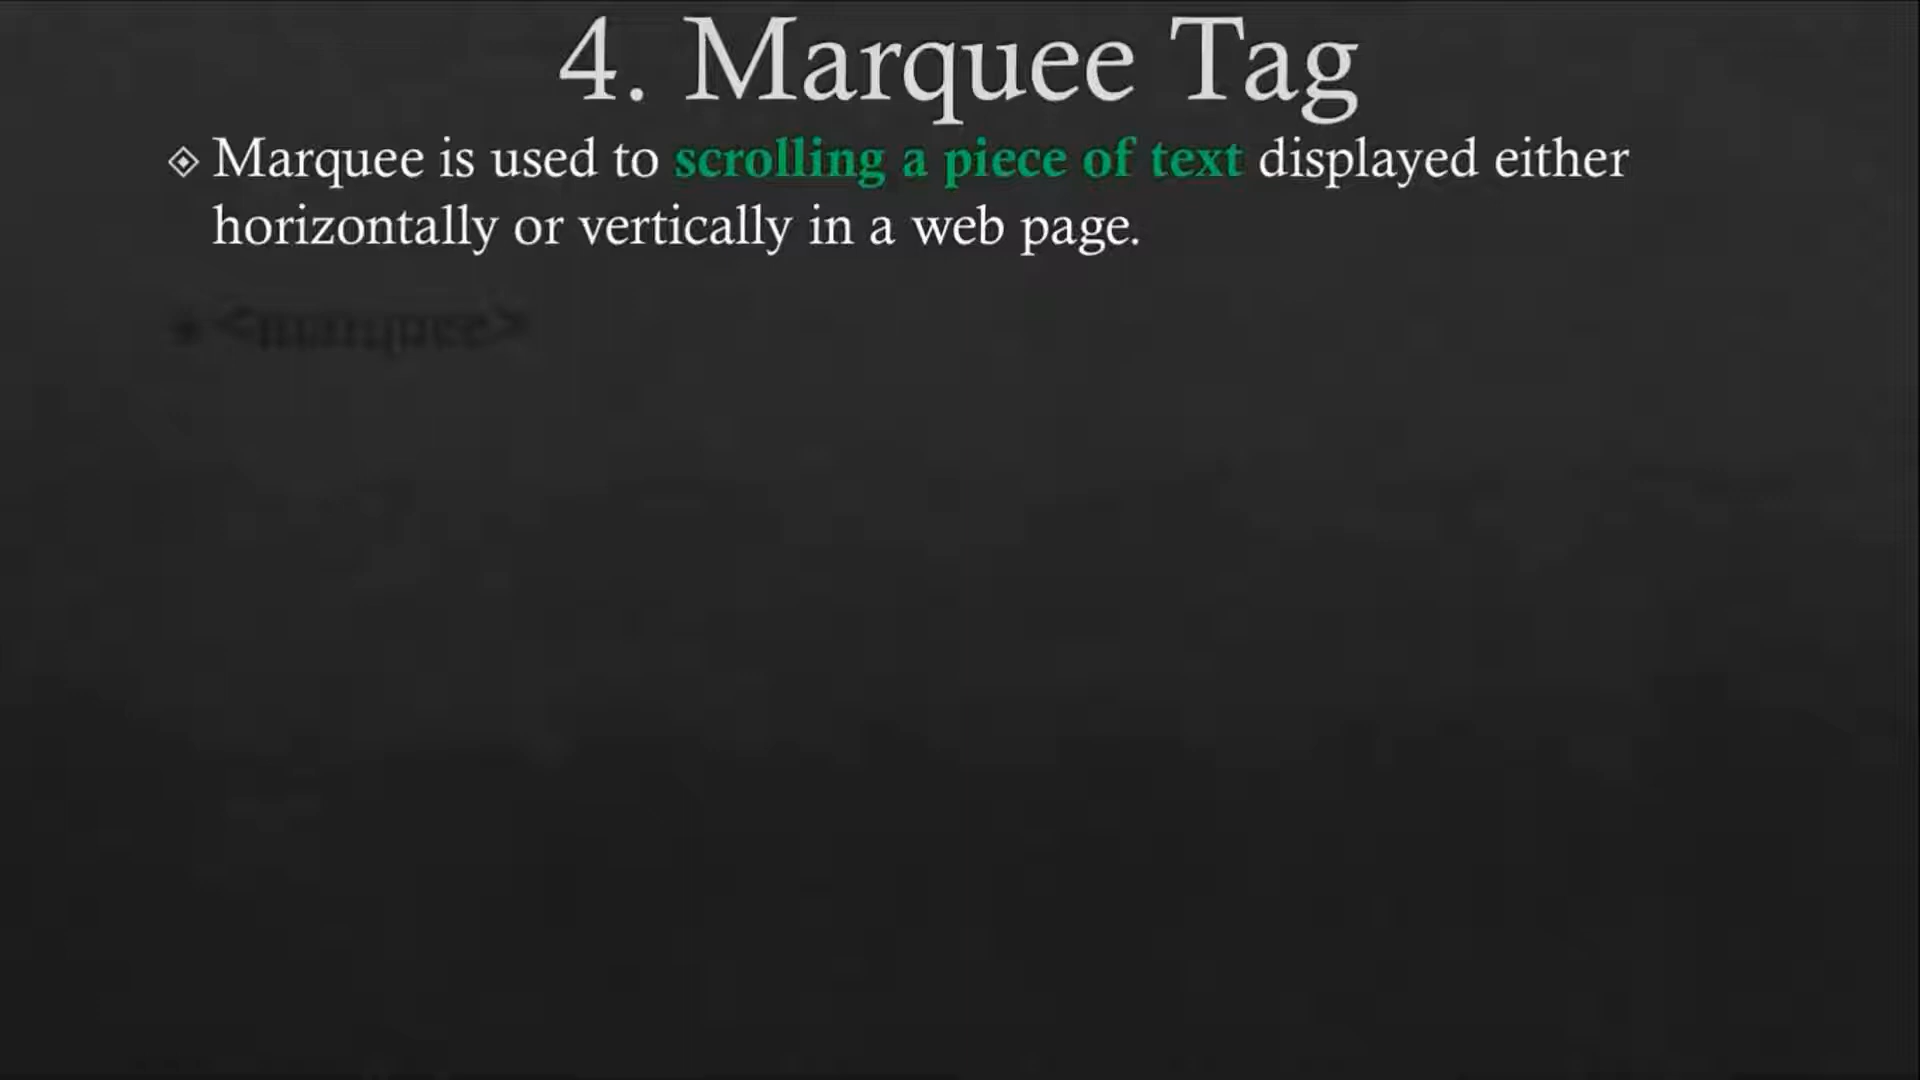 4. Marquee Tag
Marquee is used to scrolling a piece of text displayed either
horizontally or vertically in a web page.
<marquee>